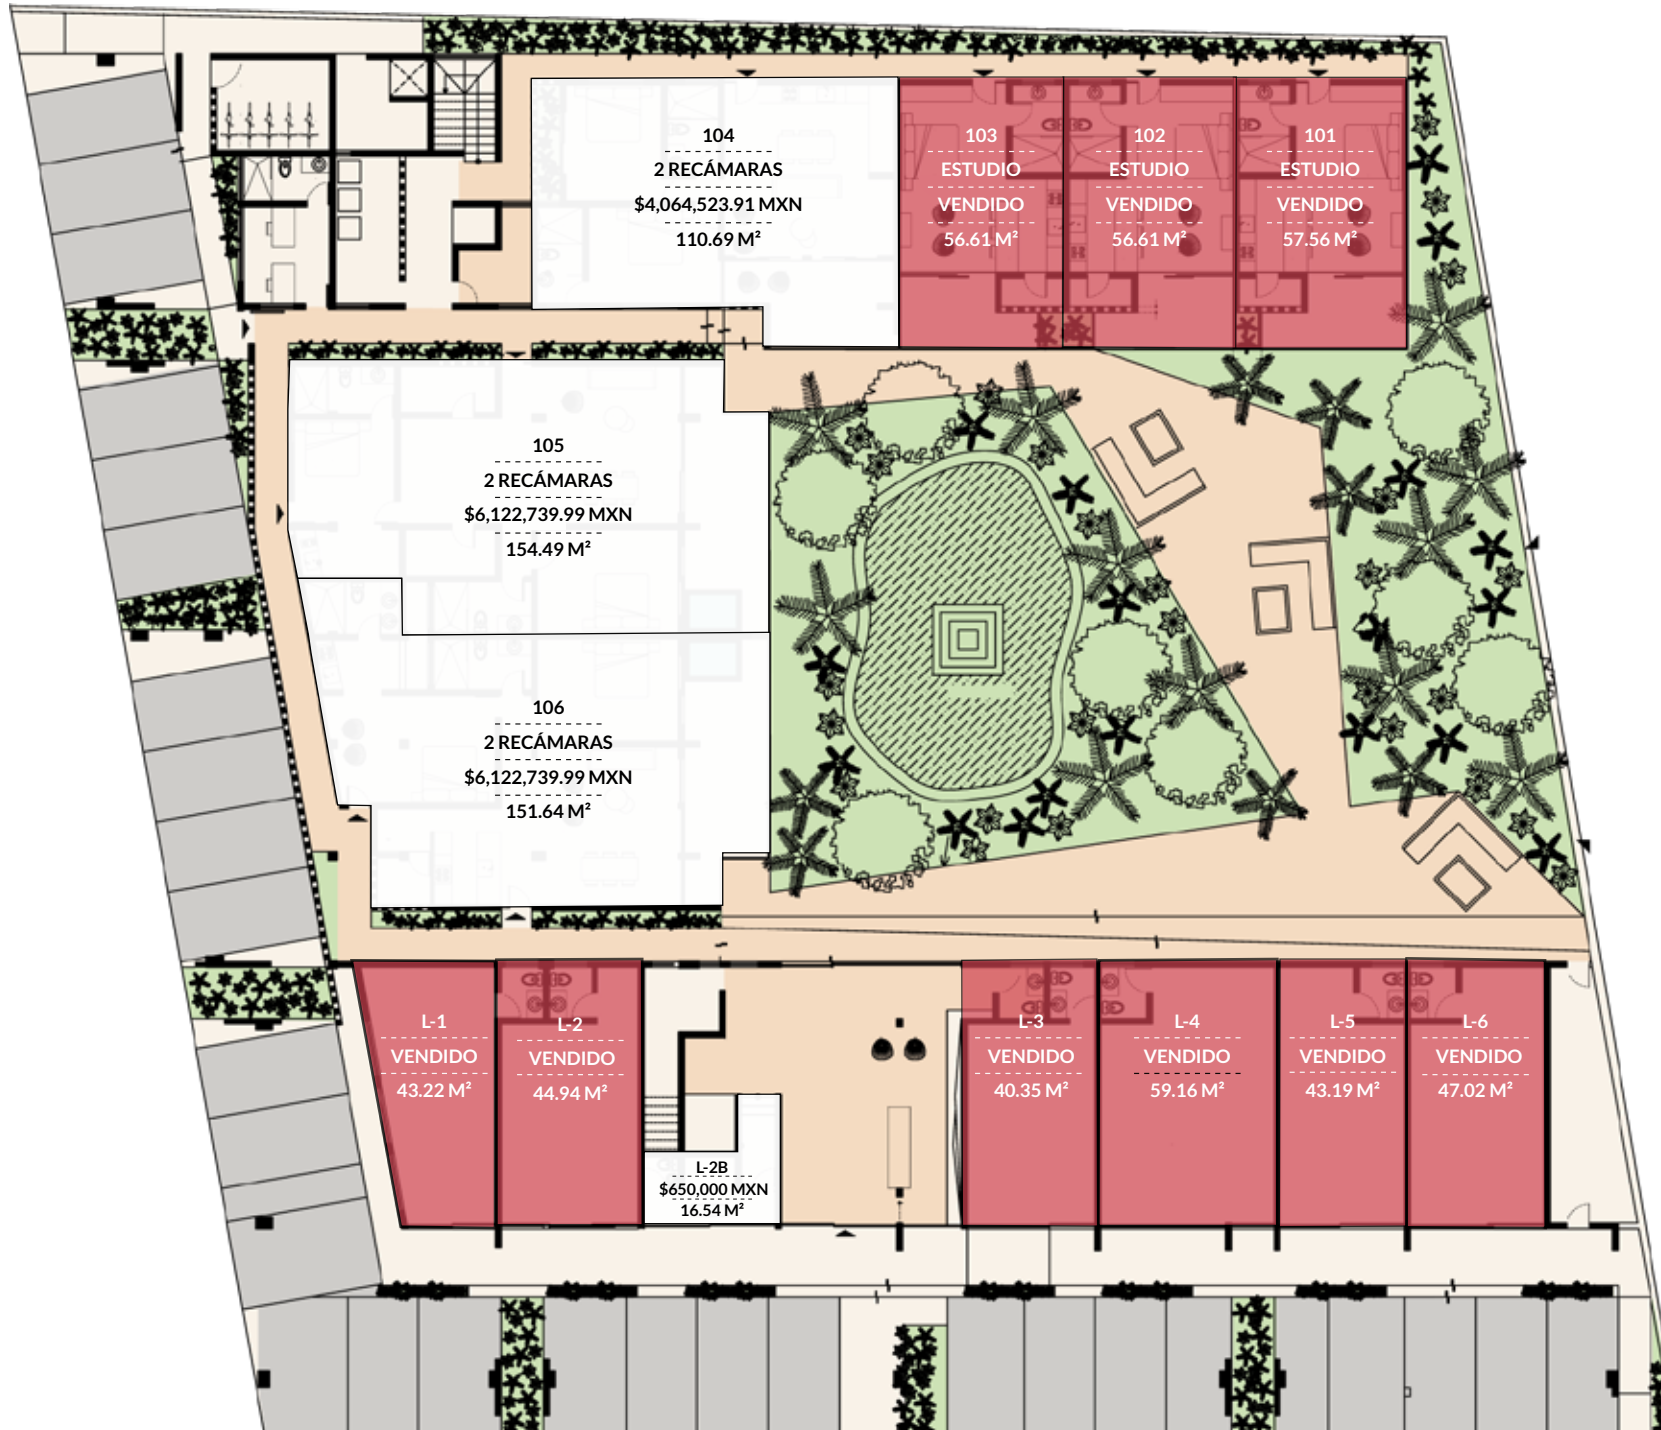 104
2 RECÁMARAS
$4,064,523.91 MXN
110.69 M²
103
ESTUDIO
VENDIDO
56.61 M²
102
ESTUDIO
VENDIDO
56.61 M²
101
ESTUDIO
VENDIDO
57.56 M²
105
2 RECÁMARAS
$6,122,739.99 MXN
154.49 M²
106
2 RECÁMARAS
$6,122,739.99 MXN
151.64 M²
L-1
VENDIDO
43.22 M²
L-2
VENDIDO
44.94 M²
L-2B
$650,000 MXN
16.54 M²
L-3
VENDIDO
40.35 M²
L-4
VENDIDO
59.16 M²
L-5
VENDIDO
43.19 M²
L-6
VENDIDO
47.02 M²